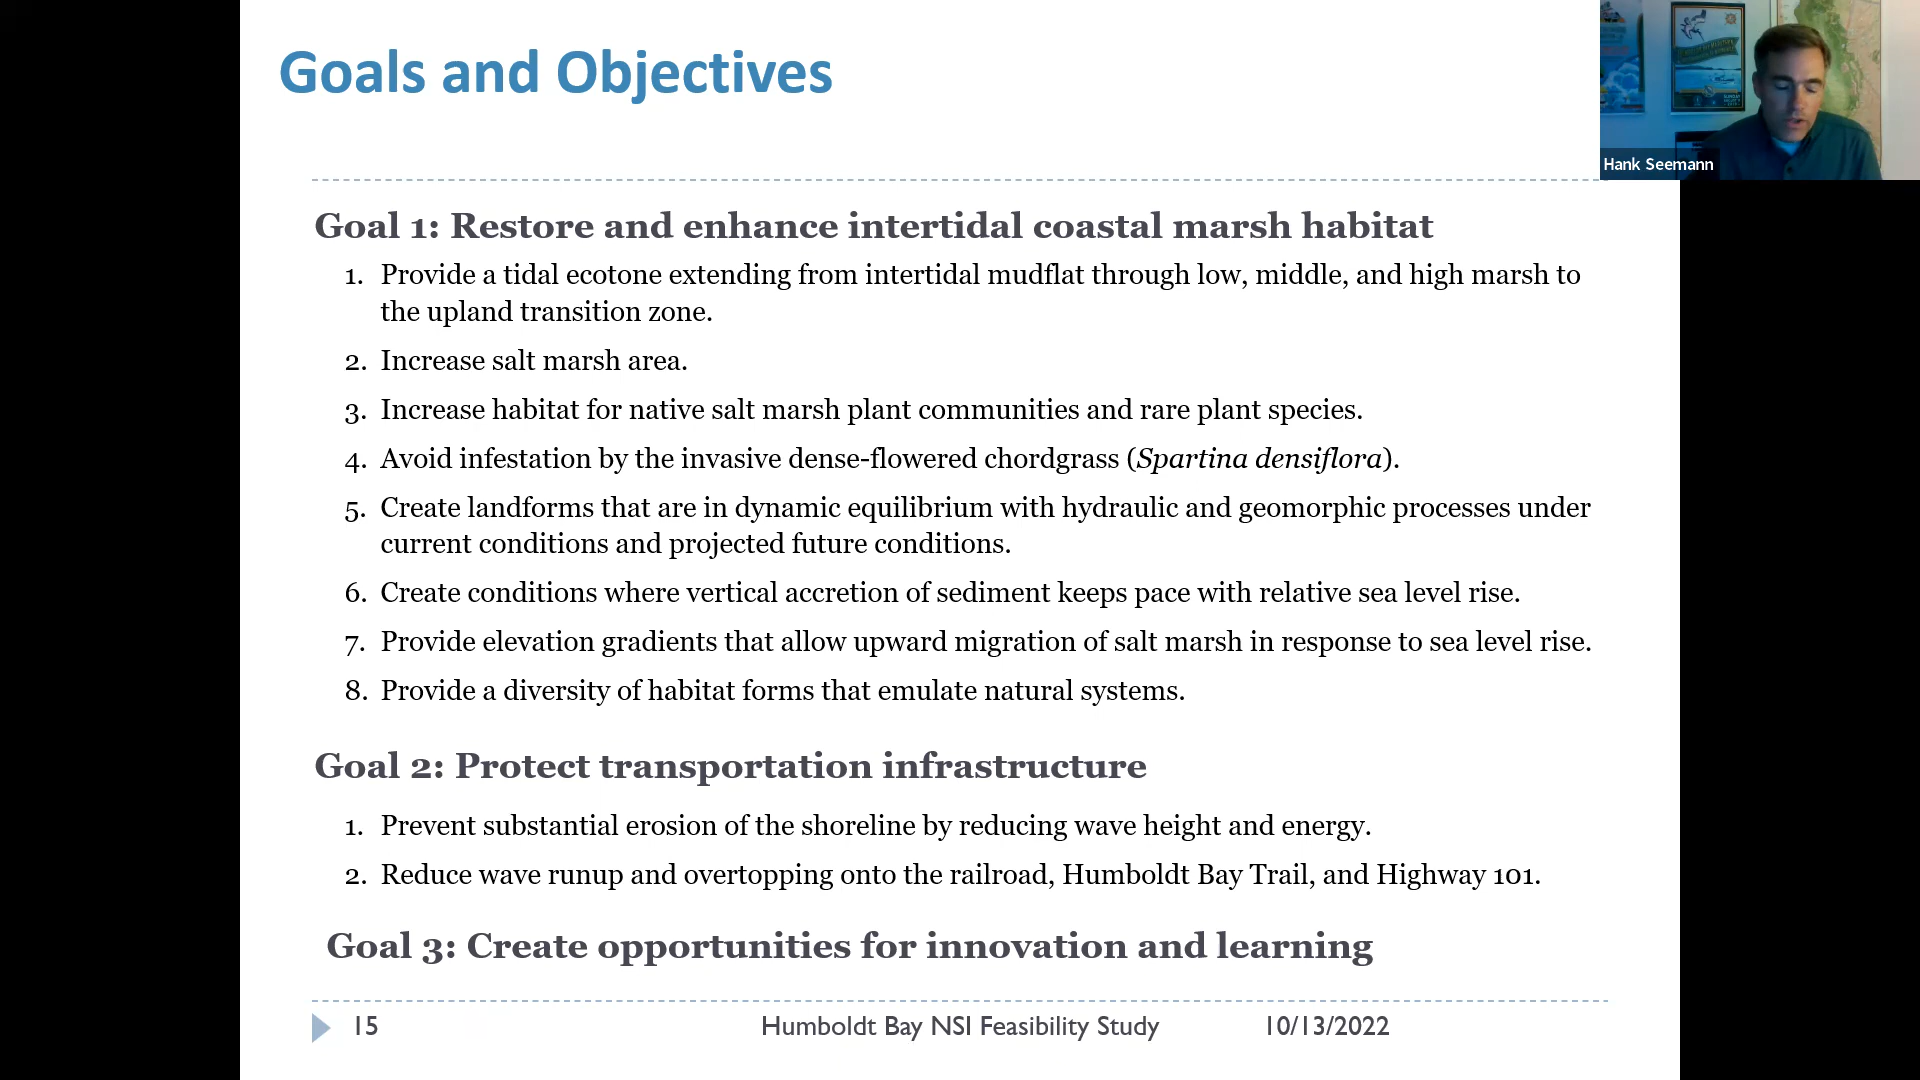 Goals and Objectives
Hank Seemann
Goal 1: Restore and enhance intertidal coastal marsh habitat
1. Provide a tidal ecotone extending from intertidal mudflat through low, middle, and high marsh to
the upland transition zone.
2. Increase salt marsh area.
3. Increase habitat for native salt marsh plant communities and rare plant species.
4. Avoid infestation by the invasive dense-flowered chordgrass (Spartina densiflora).
5. Create landforms that are in dynamic equilibrium with hydraulic and geomorphic processes under
current conditions and projected future conditions.
6. Create conditions where vertical accretion of sediment keeps pace with relative sea level rise.
7. Provide elevation gradients that allow upward migration of salt marsh in response to sea level rise.
8. Provide a diversity of habitat forms that emulate natural systems.
Goal 2: Protect transportation infrastructure
1. Prevent substantial erosion of the shoreline by reducing wave height and energy.
2. Reduce wave runup and overtopping onto the railroad, Humboldt Bay Trail, and Highway 101.
Goal 3: Create opportunities for innovation and learning
15 Humboldt Bay NSI Feasibility Study 10/13/2022